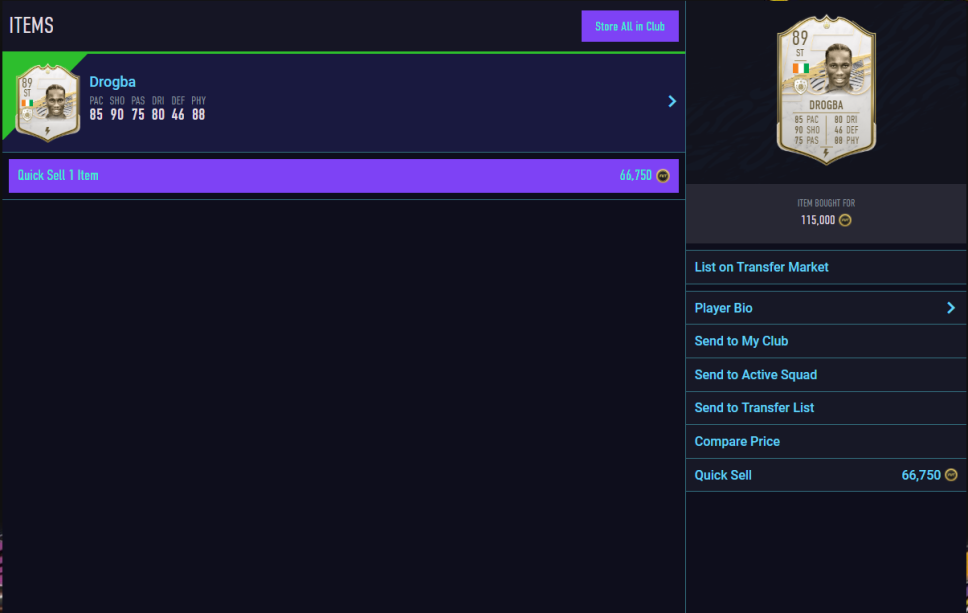 ITEMS
Store All in Club
89
ST
Drogba
PAC SHO PAS DRI DEF PHY
85 90 75 80 46 88
Quick Sell 1 Item
66,750
89
ST
DROGBA
85 PAC 80 DRI
90 SHO 46 DEF
75 PAS 88 PHY
ITEM BOUGHT FOR
115,000
List on Transfer Market
Player Bio
Send to My Club
Send to Active Squad
Send to Transfer List
Compare Price
Quick Sell 66,750